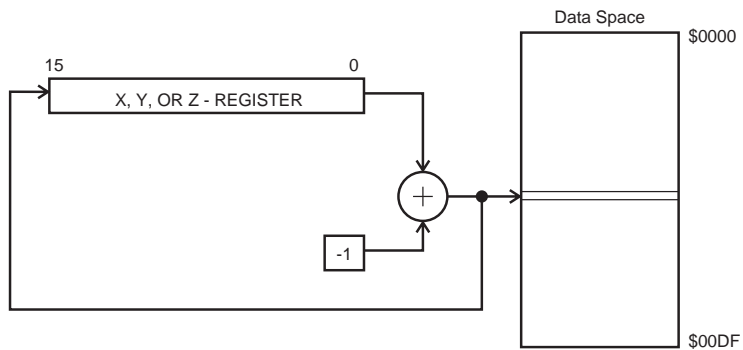 Data Space
$0000
15 0
X, Y, OR Z - REGISTER
+
-1
$00DF